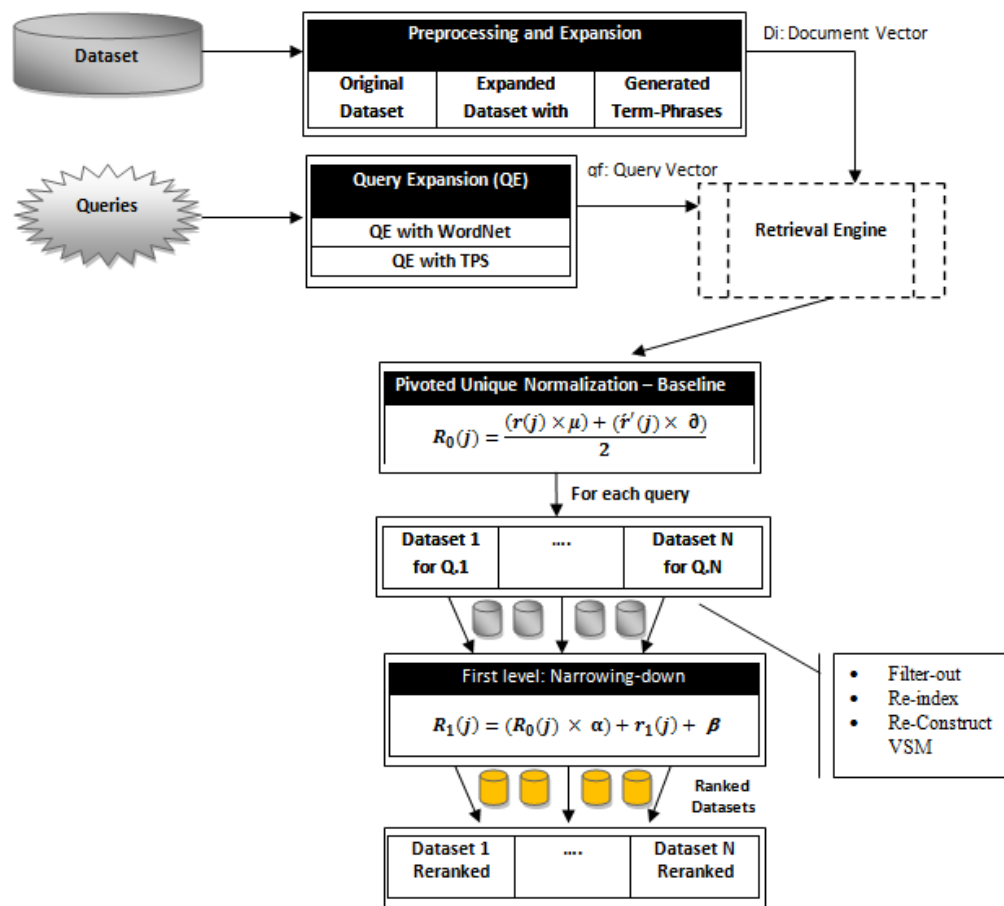 Dataset
Preprocessing and Expansion
Original
Dataset
Expanded
Dataset with
Generated
Term-Phrases
Di: Document Vector
Queries
Query Expansion (QE)
QE with WordNet
QE with TPS
qf: Query Vector
Retrieval Engine
Pivoted Unique Normalization – Baseline
R₀(j) = ((r(j) × μ) + (ŕ′(j) × ∂)) / 2
For each query
Dataset 1
for Q.1
....
Dataset N
for Q.N
First level: Narrowing-down
R₁(j) = (R₀(j) × α) + r₁(j) + β
• Filter-out
• Re-index
• Re-Construct
VSM
Ranked
Datasets
Dataset 1
Reranked
....
Dataset N
Reranked